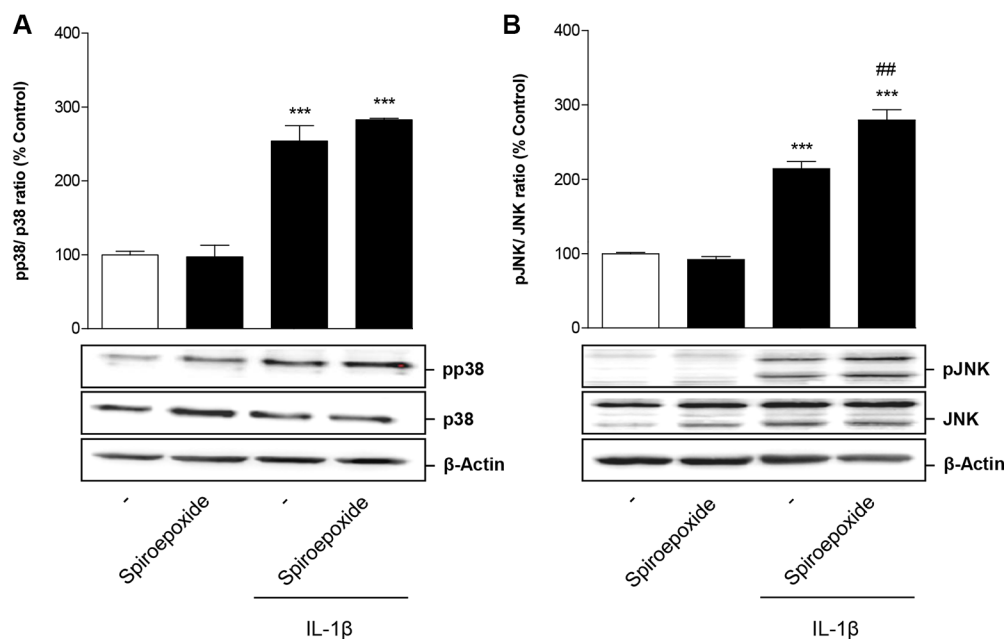 A
pp38/ p38 ratio (% Control)
400
300
200
100
0
***
***
pp38
p38
β-Actin
-
Spiroepoxide
-
Spiroepoxide
IL-1β
B
pJNK/ JNK ratio (% Control)
400
300
200
100
0
***
##
***
pJNK
JNK
β-Actin
-
Spiroepoxide
-
Spiroepoxide
IL-1β